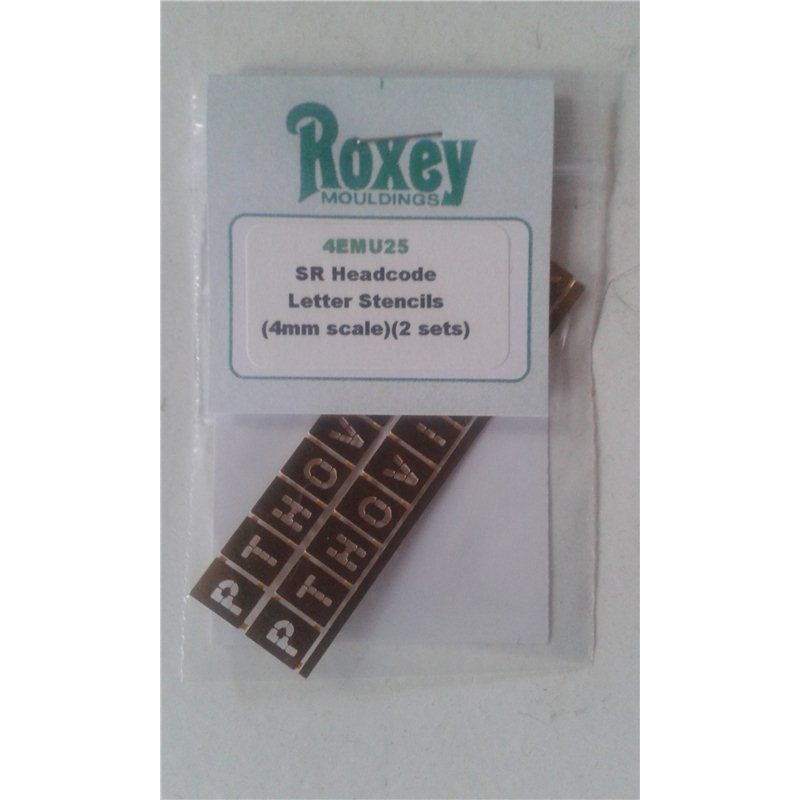 Roxey
MOULDINGS
4EMU25
SR Headcode
Letter Stencils
(4mm scale)(2 sets)
P T H O V
P T H O V I